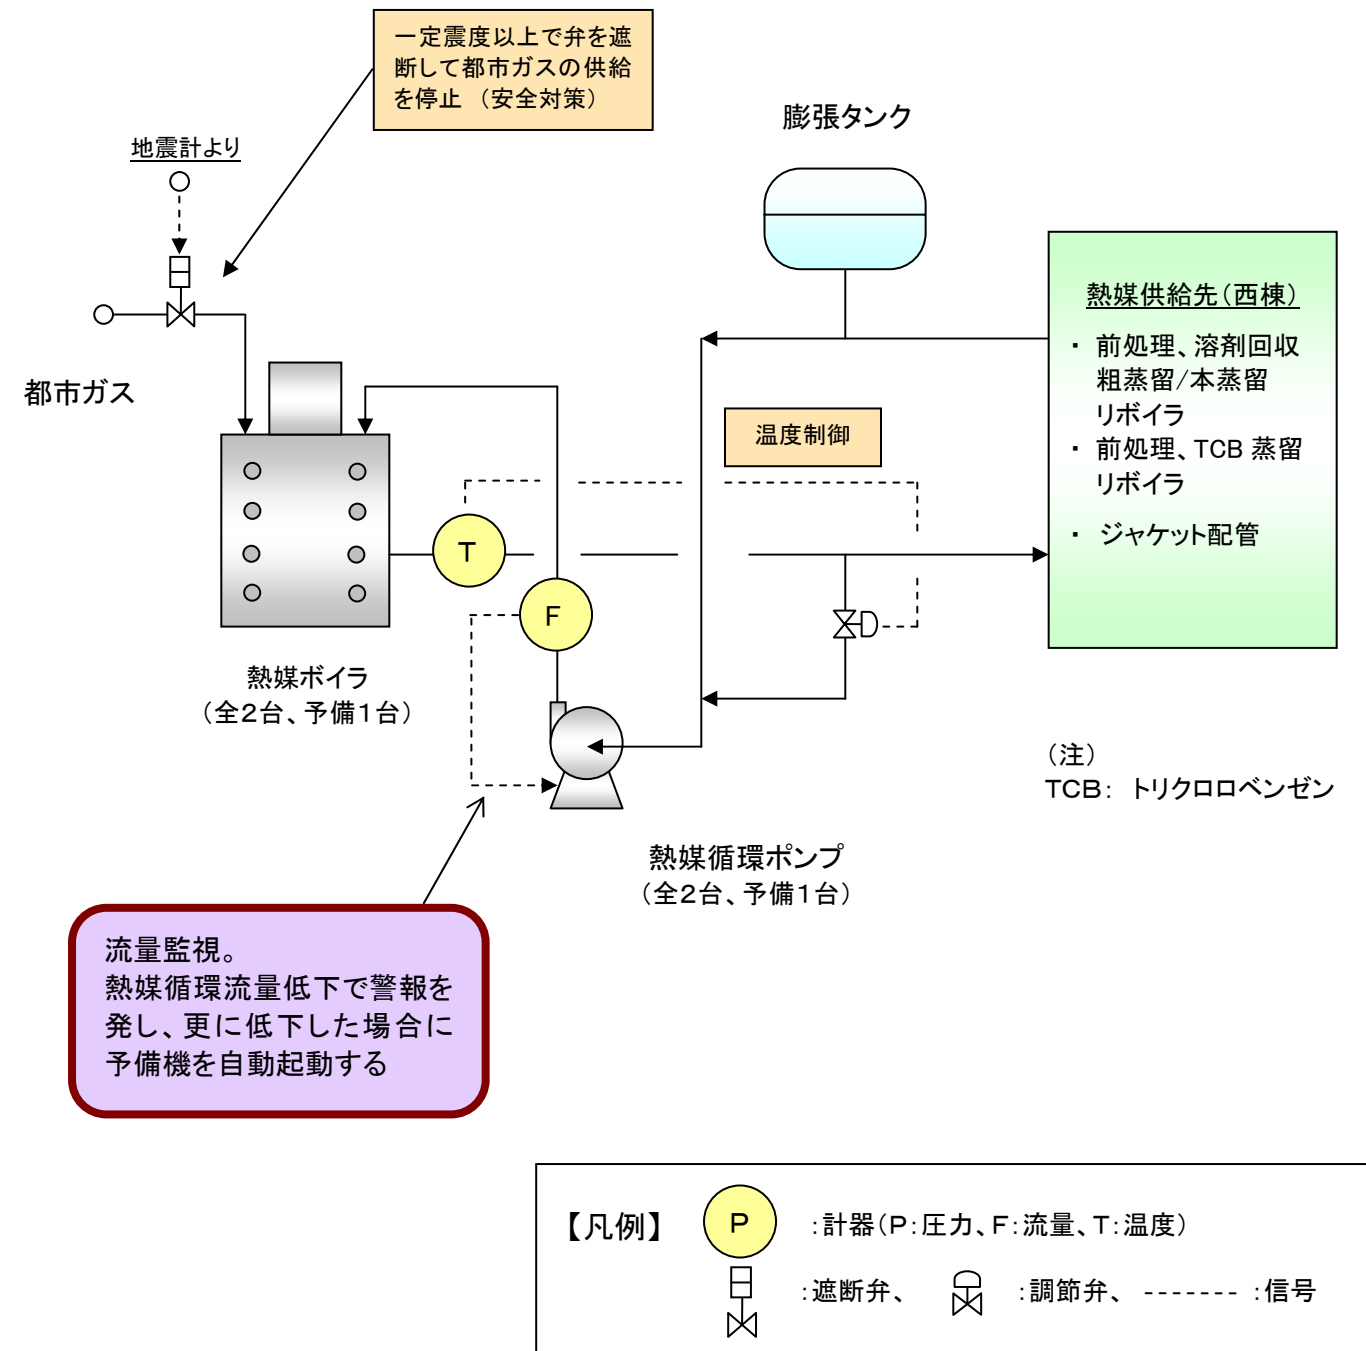 一定震度以上で弁を遮
断して都市ガスの供給
を停止 （安全対策）
膨張タンク
地震計より
熱媒供給先（西棟）
・ 前処理、溶剤回収
粗蒸留/本蒸留
リボイラ
・ 前処理、TCB 蒸留
リボイラ
・ ジャケット配管
都市ガス
温度制御
T
F
熱媒ボイラ
（全2台、予備1台）
（注）
TCB： トリクロロベンゼン
熱媒循環ポンプ
（全2台、予備1台）
流量監視。
熱媒循環流量低下で警報を
発し、更に低下した場合に
予備機を自動起動する
【凡例】 P ：計器（P：圧力、F：流量、T：温度）
：遮断弁、 ：調節弁、 ------- ：信号